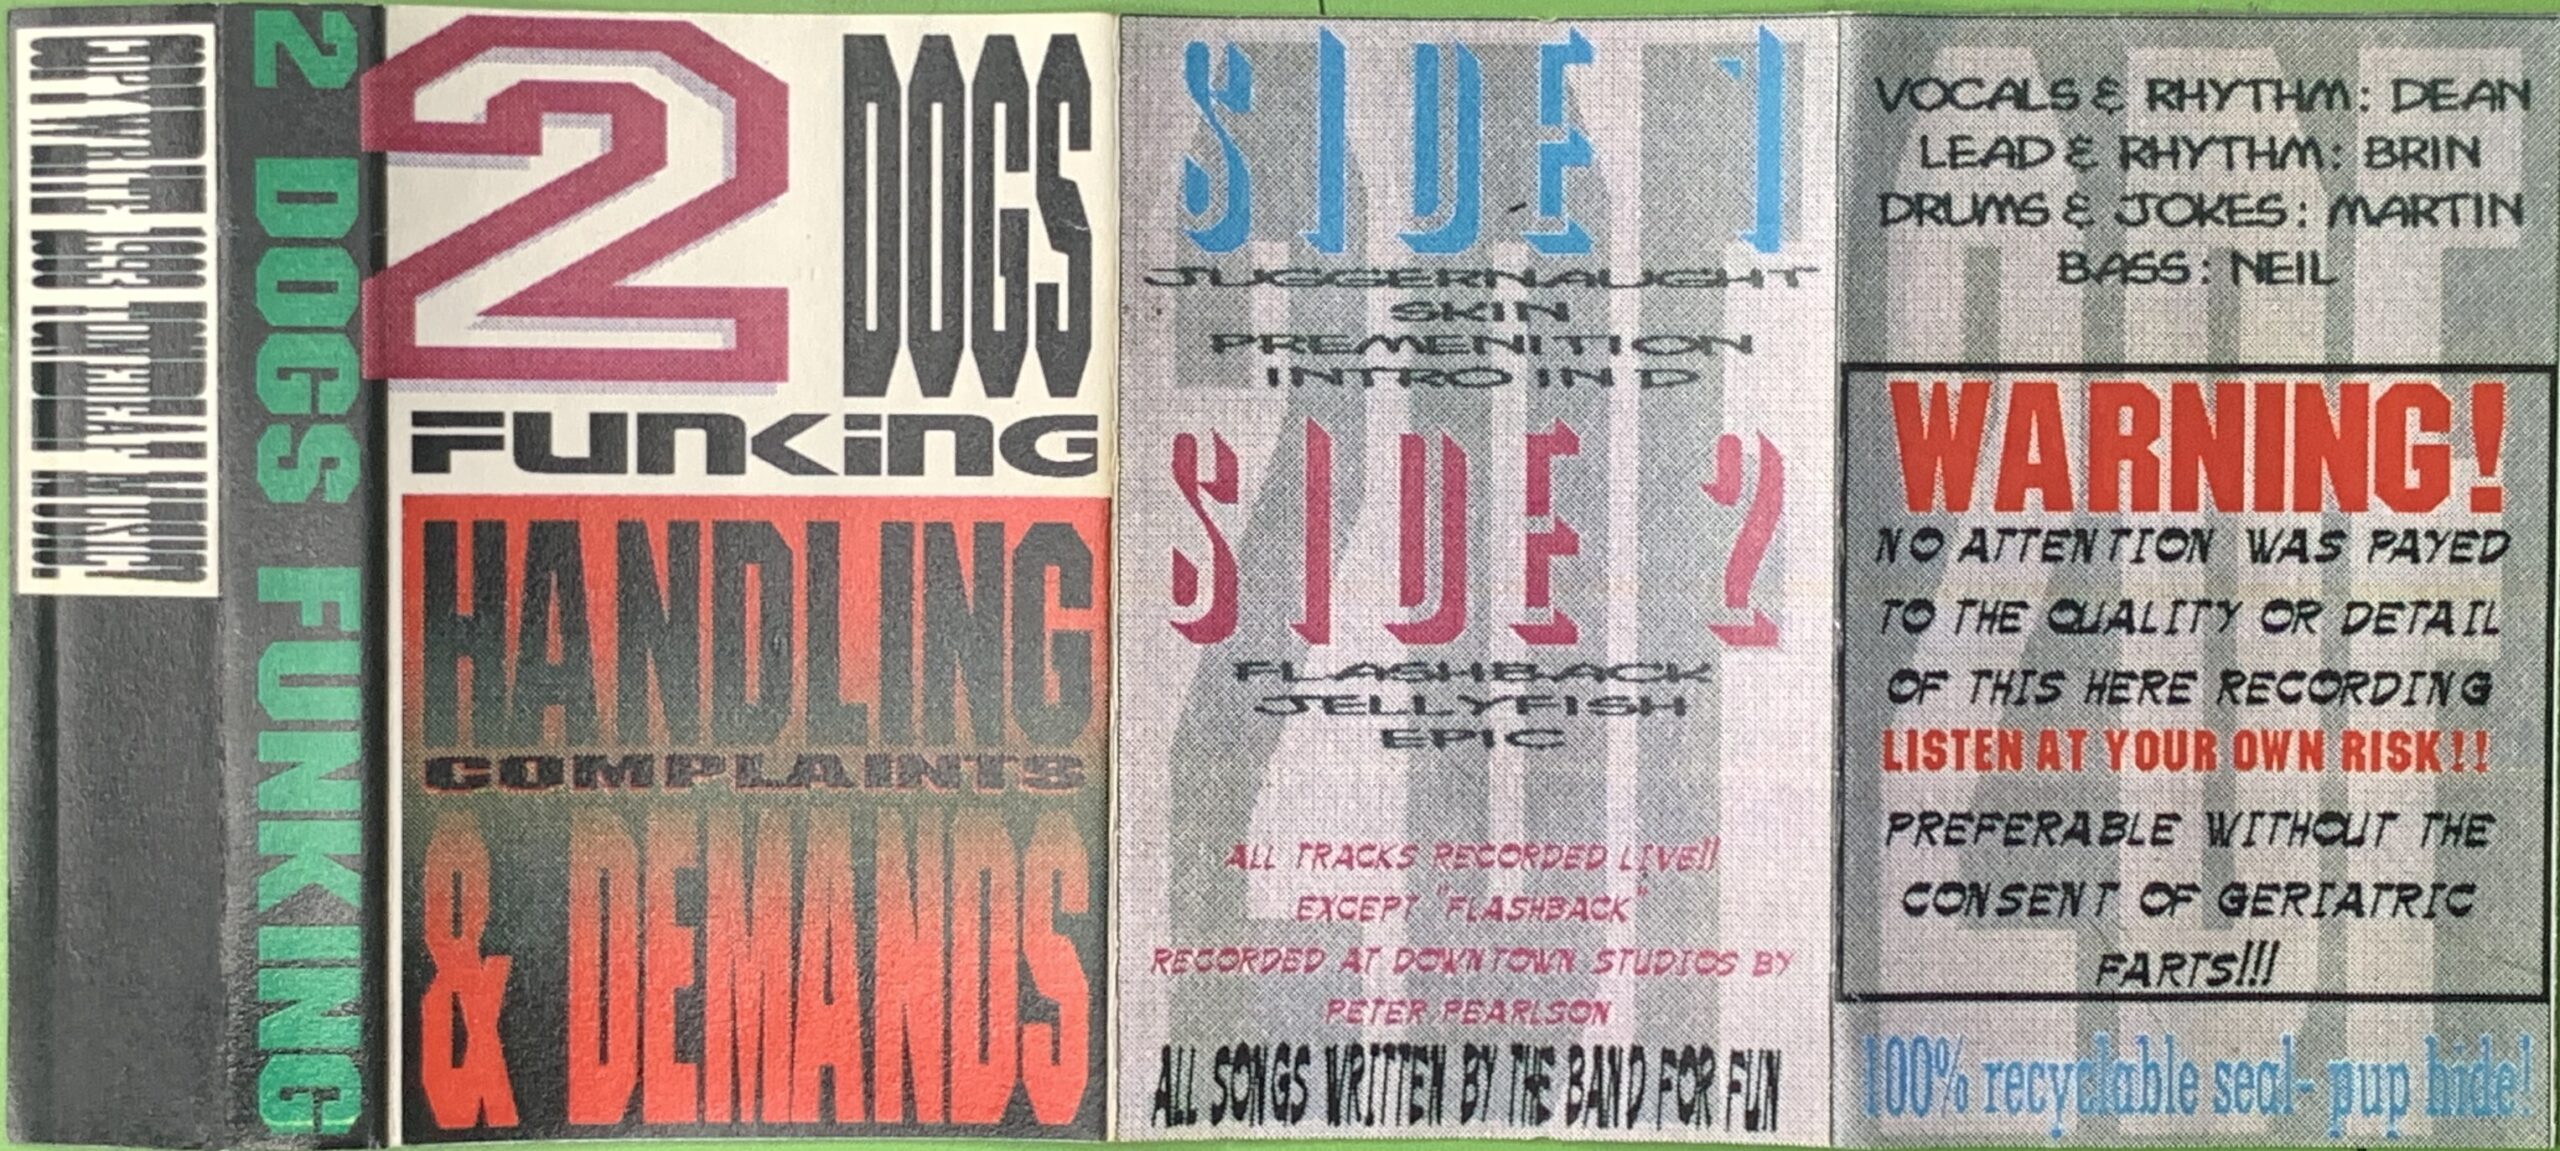 COPYWRITE 1993 TOEJAMJAR MUSIC
2 DOGS FUNKING
2 DOGS
FUNKING
HANDLING
COMPLAINTS
& DEMANDS
SIDE 1
JUGGERNAUGHT
SKIN
PREMENITION
INTRO IN D
SIDE 2
FLASHBACK
JELLYFISH
EPIC
ALL TRACKS RECORDED LIVE!!
EXCEPT "FLASHBACK"
RECORDED AT DOWNTOWN STUDIOS BY
PETER PEARLSON
ALL SONGS WRITTEN BY THE BAND FOR FUN
VOCALS & RHYTHM: DEAN
LEAD & RHYTHM: BRIN
DRUMS & JOKES: MARTIN
BASS: NEIL
WARNING!
NO ATTENTION WAS PAYED
TO THE QUALITY OR DETAIL
OF THIS HERE RECORDING
LISTEN AT YOUR OWN RISK!!
PREFERABLE WITHOUT THE
CONSENT OF GERIATRIC
FARTS!!!
100% recyclable seal-pup hide!